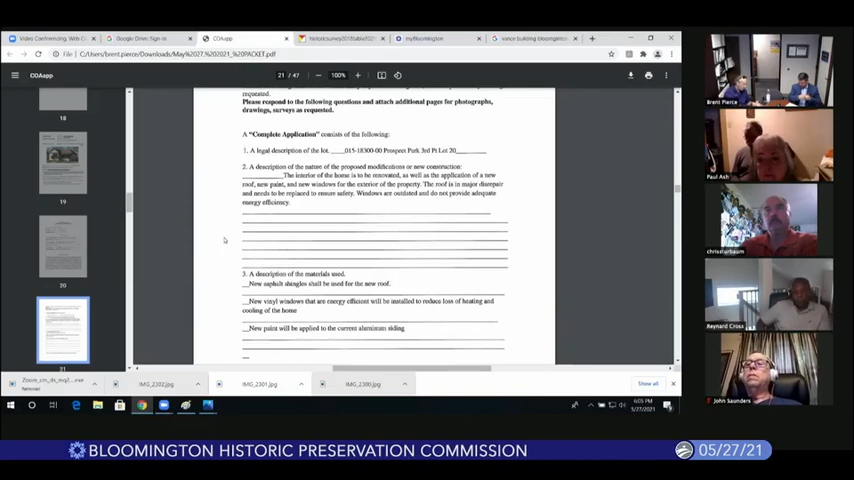 Video Conferencing, Web C
Google Drive: Sign-in
COAapp
myBloomington
vance building bloomington
File
C:/Users/brent.pierce/Downloads/May%2027,%202021_%20PACKET.pdf
COAapp
21 / 47
100%
18
19
20
21
requested.
Please respond to the following questions and attach additional pages for photographs,
drawings, surveys as requested.
A “Complete Application” consists of the following:
1. A legal description of the lot. ____015-18300-00 Prospect Park 3rd Pt Lot 20________
2. A description of the nature of the proposed modifications or new construction:
_________The interior of the home is to be renovated, as well as the application of a new
roof, new paint, and new windows for the exterior of the property. The roof is in major disrepair
and needs to be replaced to ensure safety. Windows are outdated and do not provide adequate
energy efficiency.
3. A description of the materials used.
__New asphalt shingles shall be used for the new roof.
__New vinyl windows that are energy efficient will be installed to reduce loss of heating and
cooling of the home
__New paint will be applied to the current aluminum siding
Brent Pierce
Paul Ash
chrissturbaum
Reynard Cross
John Saunders
Removed
IMG_2302.jpg
IMG_2301.jpg
IMG_2300.jpg
Show all
6:05 PM
5/27/2021
BLOOMINGTON HISTORIC PRESERVATION COMMISSION
05/27/21